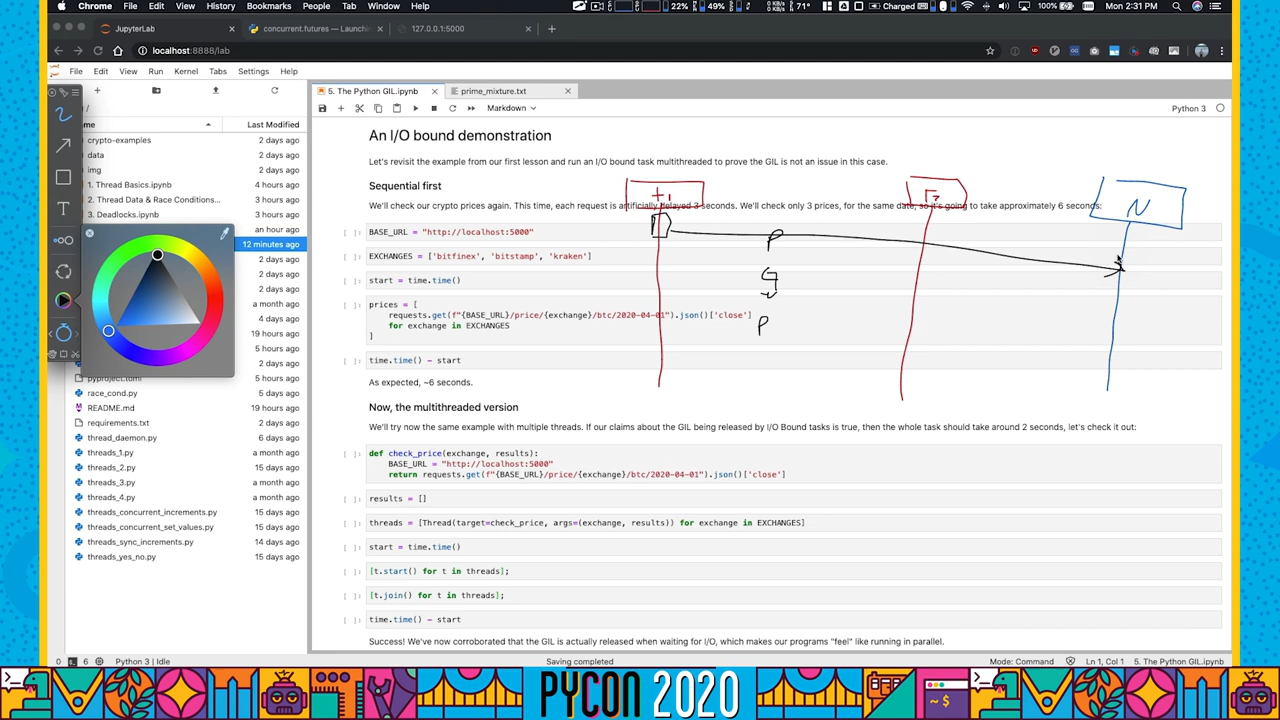 Chrome File Edit View History Bookmarks People Tab Window Help
22% 49% 71° Charged 100% Mon 2:31 PM
JupyterLab
concurrent.futures — Launchin
127.0.0.1:5000
localhost:8888/lab
File Edit View Run Kernel Tabs Settings Help
5. The Python GIL.ipynb
prime_mixture.txt
Markdown
Python 3
/
me Last Modified
crypto-examples 2 days ago
data 2 days ago
img 2 days ago
1. Thread Basics.ipynb 4 hours ago
2. Thread Data & Race Conditions... 2 days ago
3. Deadlocks.ipynb 2 days ago
an hour ago
12 minutes ago
2 days ago
2 days ago
2 days ago
a month ago
4 days ago
19 hours ago
5 hours ago
2 days ago
pyproject.toml 5 hours ago
race_cond.py 5 days ago
README.md 19 hours ago
requirements.txt 2 days ago
thread_daemon.py 6 days ago
threads_1.py a month ago
threads_2.py 15 days ago
threads_3.py a month ago
threads_4.py a month ago
threads_concurrent_increments.py 15 days ago
threads_concurrent_set_values.py 15 days ago
threads_sync_increments.py 14 days ago
threads_yes_no.py 15 days ago
An I/O bound demonstration
Let's revisit the example from our first lesson and run an I/O bound task multithreaded to prove the GIL is not an issue in this case.
Sequential first
We'll check our crypto prices again. This time, each request is artificially delayed 3 seconds. We'll check only 3 prices, for the same date, so it's going to take approximately 6 seconds:
[ ]: BASE_URL = "http://localhost:5000"
[ ]: EXCHANGES = ['bitfinex', 'bitstamp', 'kraken']
[ ]: start = time.time()
[ ]: prices = [
requests.get(f"{BASE_URL}/price/{exchange}/btc/2020-04-01").json()['close']
for exchange in EXCHANGES
]
[ ]: time.time() - start
As expected, ~6 seconds.
Now, the multithreaded version
We'll try now the same example with multiple threads. If our claims about the GIL being released by I/O Bound tasks is true, then the whole task should take around 2 seconds, let's check it out:
[ ]: def check_price(exchange, results):
BASE_URL = "http://localhost:5000"
return requests.get(f"{BASE_URL}/price/{exchange}/btc/2020-04-01").json()['close']
[ ]: results = []
[ ]: threads = [Thread(target=check_price, args=(exchange, results)) for exchange in EXCHANGES]
[ ]: start = time.time()
[ ]: [t.start() for t in threads];
[ ]: [t.join() for t in threads];
[ ]: time.time() - start
Success! We've now corroborated that the GIL is actually released when waiting for I/O, which makes our programs "feel" like running in parallel.
N
P
P
0 6 Python 3 | Idle Saving completed Mode: Command Ln 1, Col 1 5. The Python GIL.ipynb
PYCON 2020
~ $